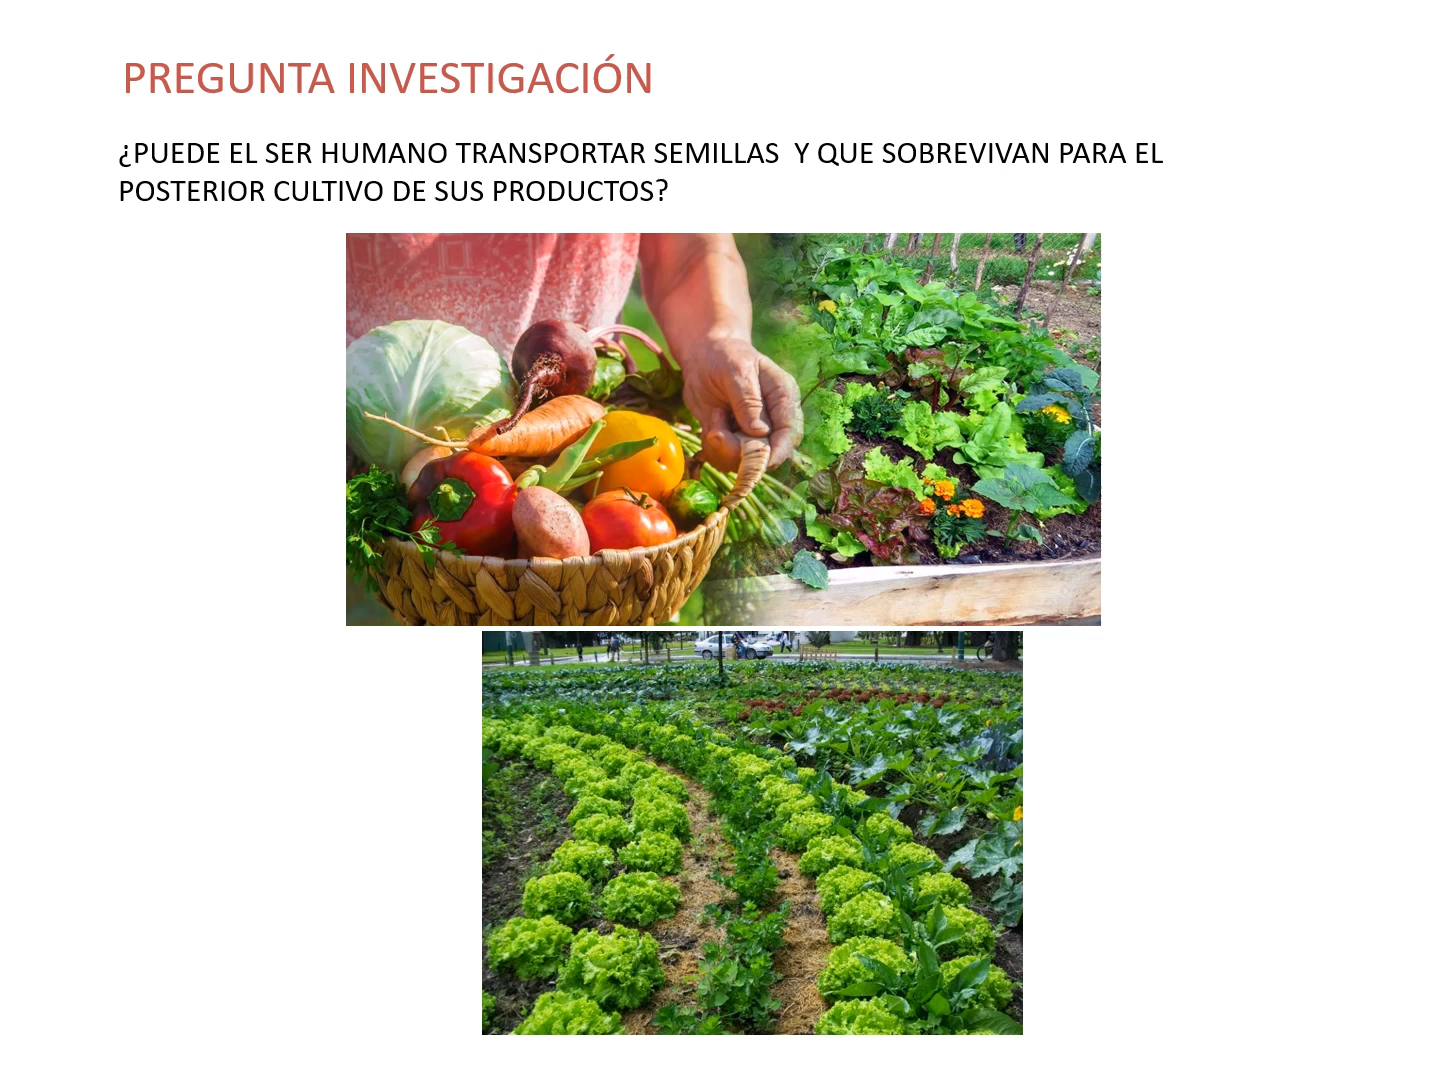 PREGUNTA INVESTIGACIÓN
¿PUEDE EL SER HUMANO TRANSPORTAR SEMILLAS  Y QUE SOBREVIVAN PARA EL
POSTERIOR CULTIVO DE SUS PRODUCTOS?